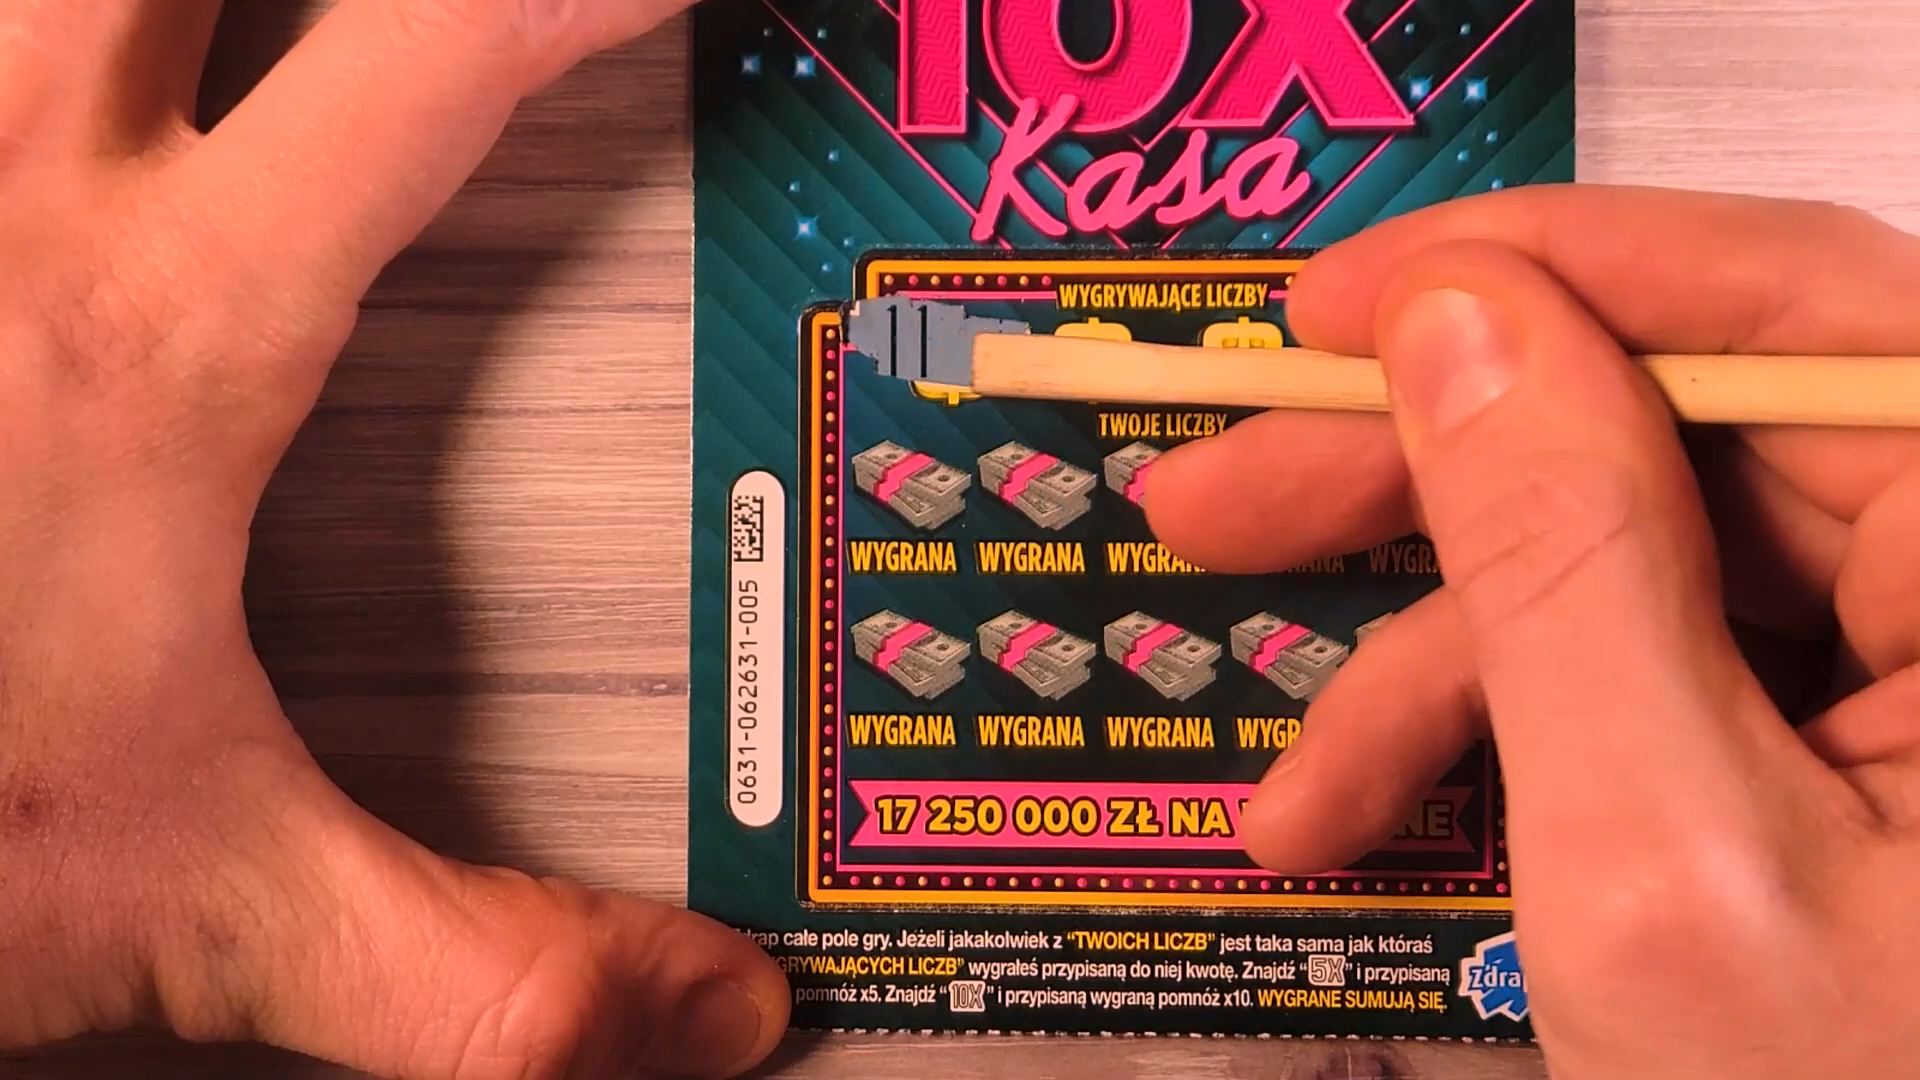 10X
Kasa
WYGRYWAJĄCE LICZBY
11
TWOJE LICZBY
WYGRANA WYGRANA
WYGRANA WYGRANA WYGRANA
17 250 000 ZŁ NA
0631-062631-005
całe pole gry. Jeżeli jakakolwiek z “TWOICH LICZB” jest taka sama jak któraś
wygrałeś przypisaną do niej kwotę. Znajdź “5X” i przypisaną
pomnóż x5. Znajdź “10X” i przypisaną wygraną pomnóż x10. WYGRANE SUMUJĄ SIĘ.